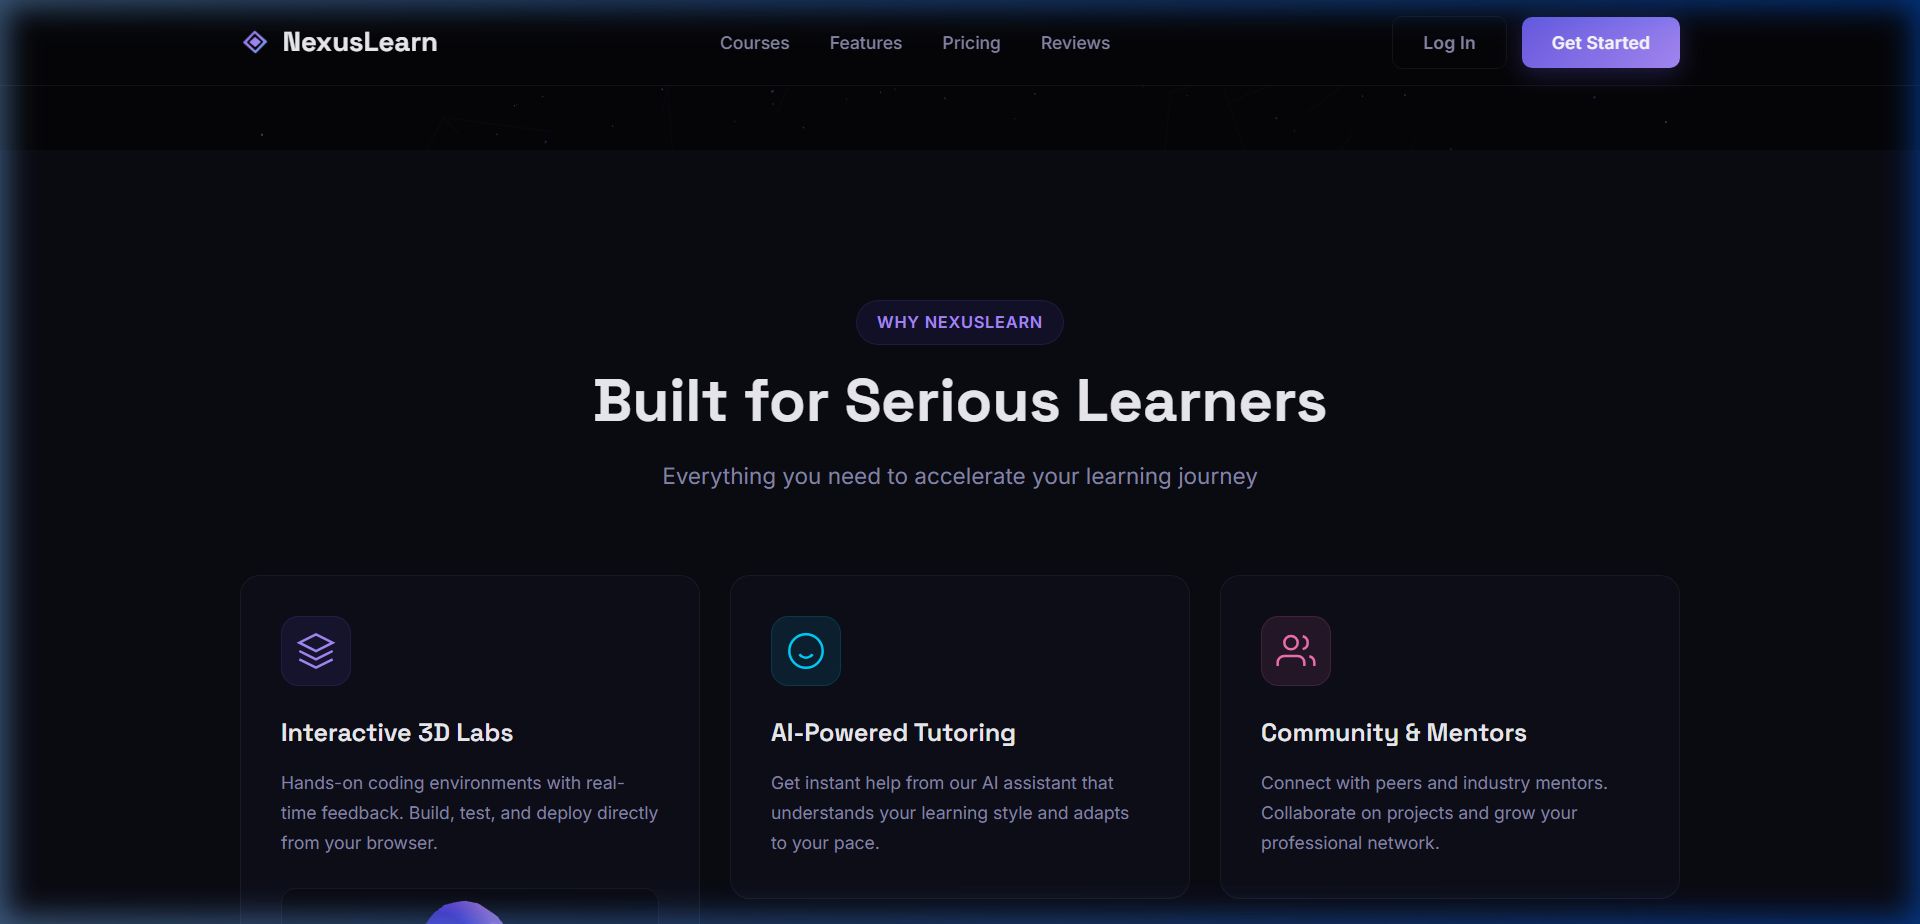 NexusLearn
Courses
Features
Pricing
Reviews
Log In
Get Started
WHY NEXUSLEARN
Built for Serious Learners
Everything you need to accelerate your learning journey
Interactive 3D Labs
Hands-on coding environments with real-
time feedback. Build, test, and deploy directly
from your browser.
AI-Powered Tutoring
Get instant help from our AI assistant that
understands your learning style and adapts
to your pace.
Community & Mentors
Connect with peers and industry mentors.
Collaborate on projects and grow your
professional network.